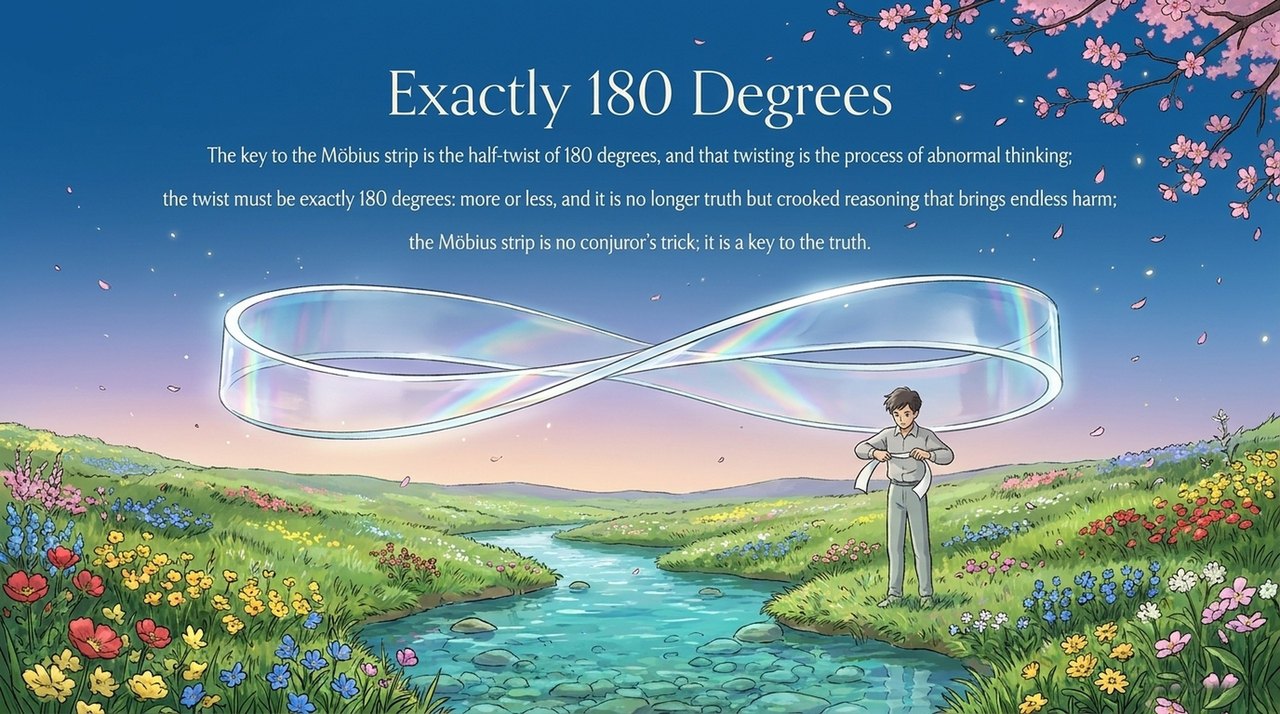 Exactly 180 Degrees
The key to the Möbius strip is the half-twist of 180 degrees, and that twisting is the process of abnormal thinking;
the twist must be exactly 180 degrees: more or less, and it is no longer truth but crooked reasoning that brings endless harm;
the Möbius strip is no conjuror's trick; it is a key to the truth.